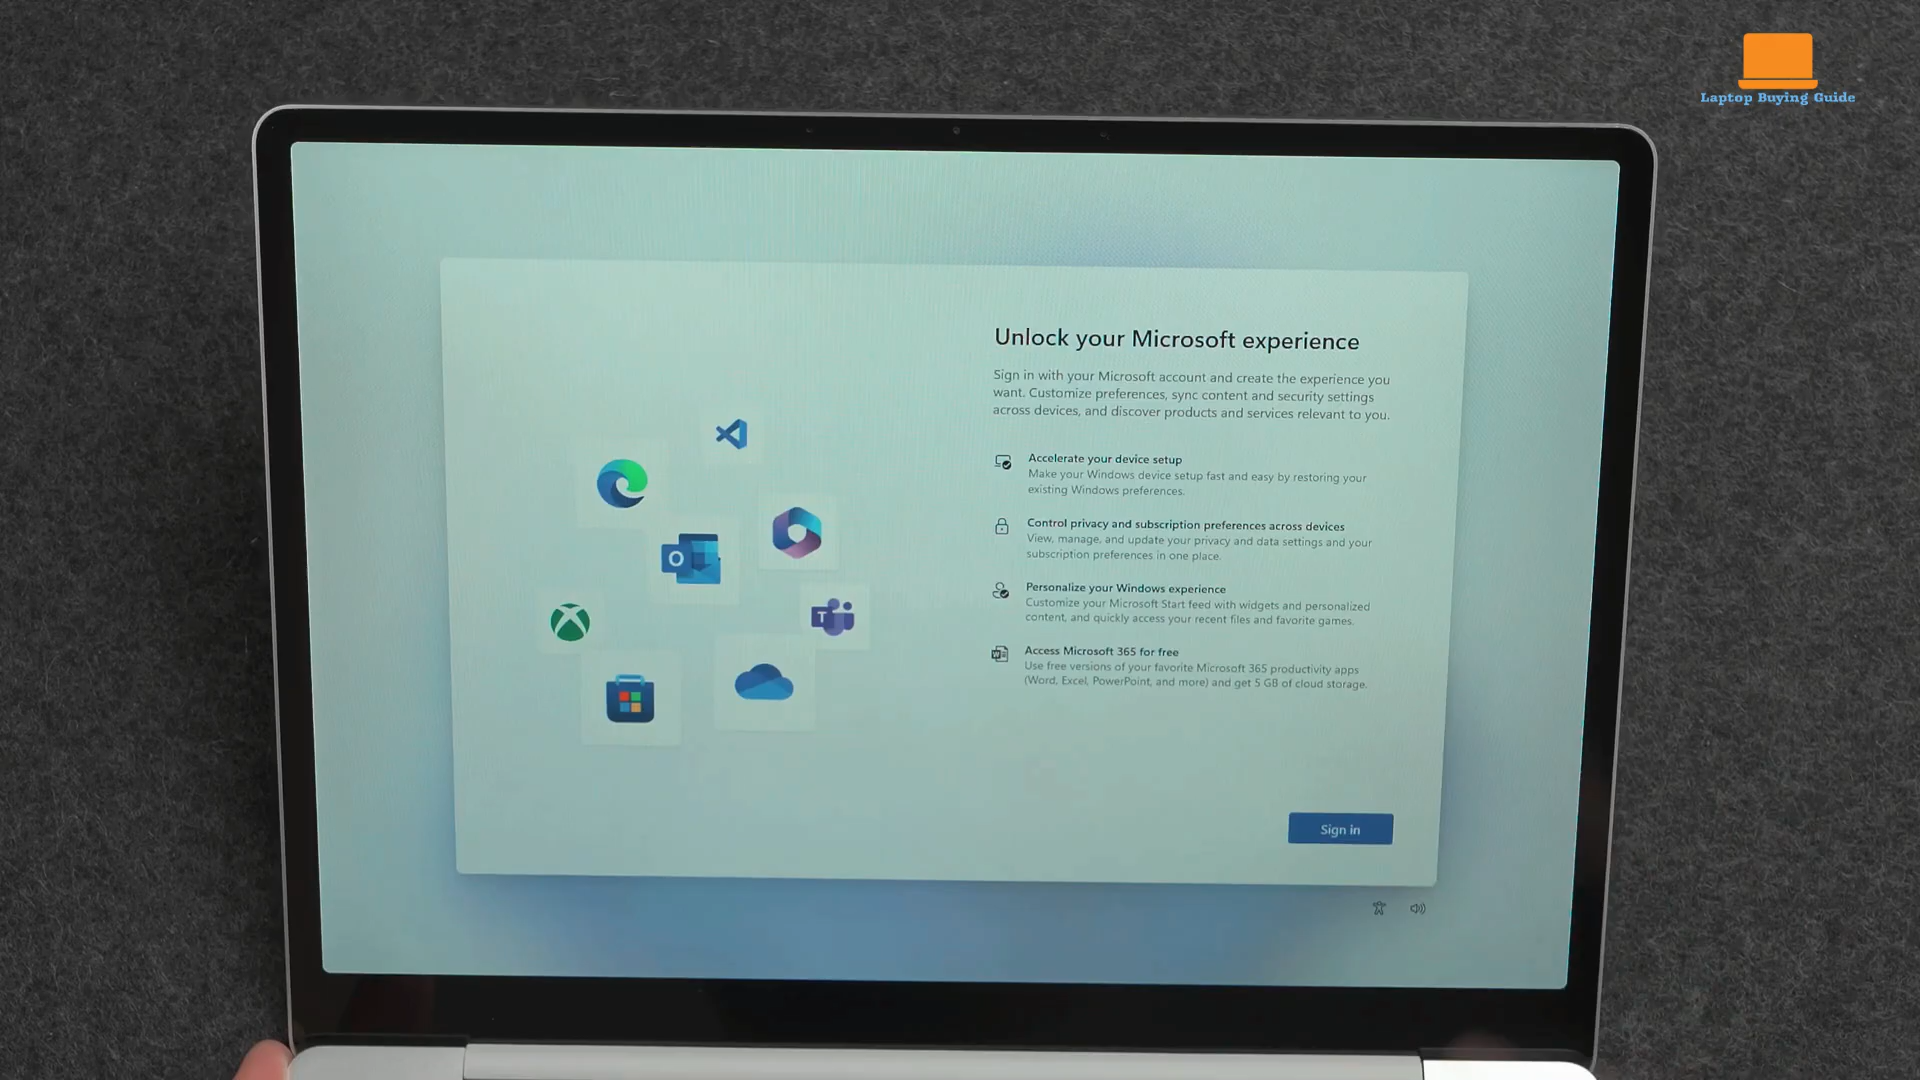 Laptop Buying Guide
Unlock your Microsoft experience
Sign in with your Microsoft account and create the experience you
want. Customize preferences, sync content and security settings
across devices, and discover products and services relevant to you.
Accelerate your device setup
Make your Windows device setup fast and easy by restoring your
existing Windows preferences.
Control privacy and subscription preferences across devices
View, manage, and update your privacy and data settings and your
subscription preferences in one place.
Personalize your Windows experience
Customize your Microsoft Start feed with widgets and personalized
content, and quickly access your recent files and favorite games.
Access Microsoft 365 for free
Use free versions of your favorite Microsoft 365 productivity apps
(Word, Excel, PowerPoint, and more) and get 5 GB of cloud storage.
Sign in